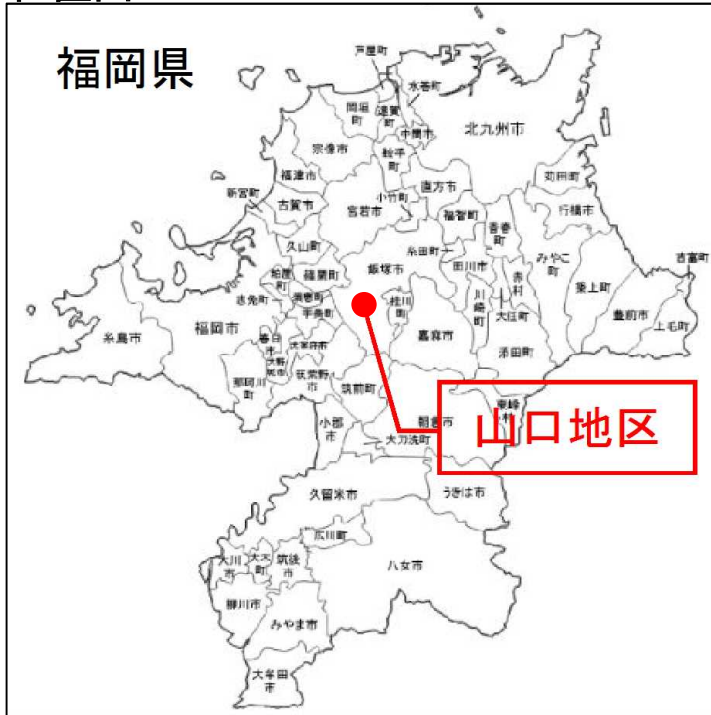 福岡県
芦屋町
水巻町
岡垣
町
遠賀
町
中間市
北九州市
宗像市
鞍手
町
福津市
直方市
苅田町
新宮町
古賀市
宮若市
小竹町
福智町
行橋市
香春
町
久山町
糸田町
みやこ
町
吉富町
粕屋
町
篠栗町
飯塚市
田川市
赤
村
築上町
志免町
須恵町
宇美町
桂川
町
川
崎
町
大任町
豊前市
上毛町
糸島市
福岡市
春日
市
大野
城市
太宰府市
嘉麻市
添田町
那珂川
町
筑紫野
市
筑前町
東峰
村
朝倉市
山口地区
小郡
市
大刀洗町
久留米市
うきは市
広川町
大川
市
大木
町
筑後
市
八女市
柳川市
みやま市
大牟田
市